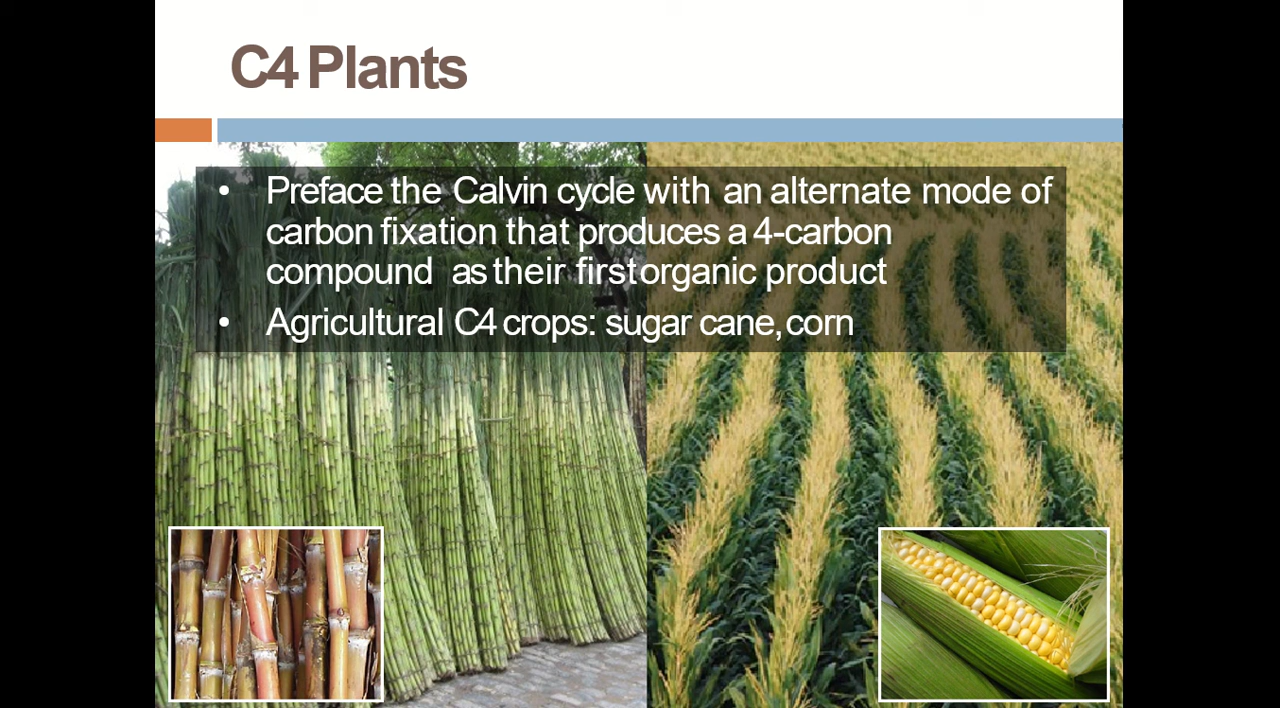 C4 Plants
• Preface the Calvin cycle with an alternate mode of
carbon fixation that produces a 4-carbon
compound as their first organic product
• Agricultural C4 crops: sugar cane, corn